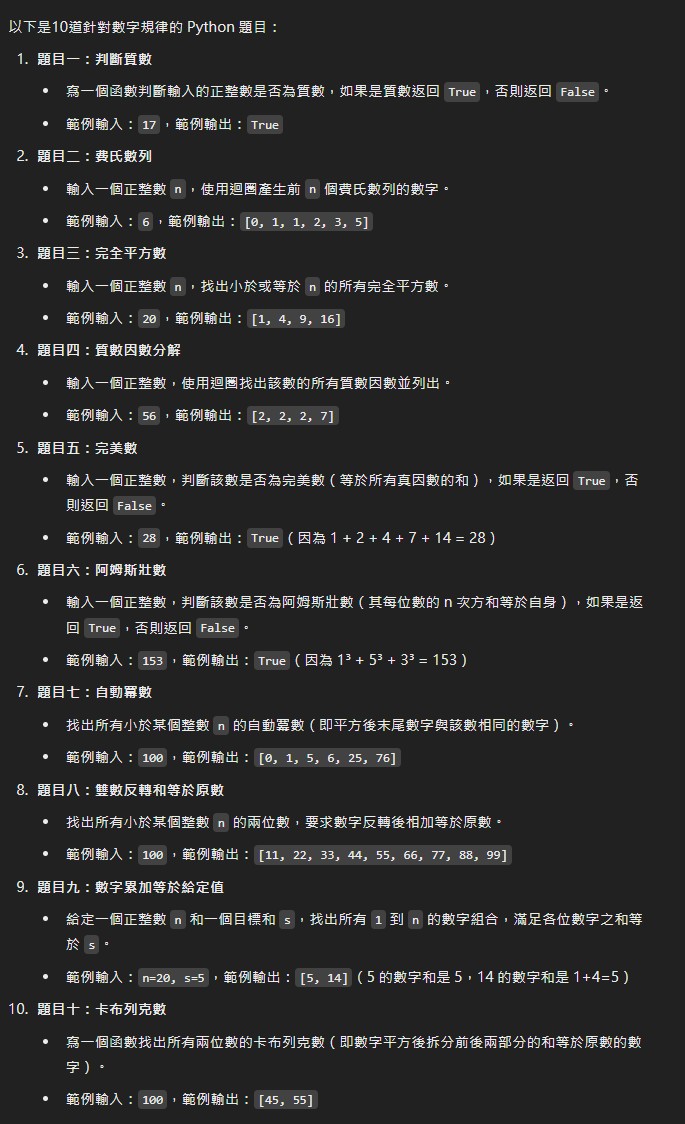 以下是10道針對數字規律的 Python 題目：
1. 題目一：判斷質數
• 寫一個函數判斷輸入的正整數是否為質數，如果是質數返回 True，否則返回 False。
• 範例輸入：17，範例輸出：True
2. 題目二：費氏數列
• 輸入一個正整數 n，使用迴圈產生前 n 個費氏數列的數字。
• 範例輸入：6，範例輸出：[0, 1, 1, 2, 3, 5]
3. 題目三：完全平方數
• 輸入一個正整數 n，找出小於或等於 n 的所有完全平方數。
• 範例輸入：20，範例輸出：[1, 4, 9, 16]
4. 題目四：質數因數分解
• 輸入一個正整數，使用迴圈找出該數的所有質數因數並列出。
• 範例輸入：56，範例輸出：[2, 2, 2, 7]
5. 題目五：完美數
• 輸入一個正整數，判斷該數是否為完美數（等於所有真因數的和），如果是返回 True，否
則返回 False。
• 範例輸入：28，範例輸出：True（因為 1 + 2 + 4 + 7 + 14 = 28）
6. 題目六：阿姆斯壯數
• 輸入一個正整數，判斷該數是否為阿姆斯壯數（其每位數的 n 次方和等於自身），如果是返
回 True，否則返回 False。
• 範例輸入：153，範例輸出：True（因為 1³ + 5³ + 3³ = 153）
7. 題目七：自動冪數
• 找出所有小於某個整數 n 的自動冪數（即平方後末尾數字與該數相同的數字）。
• 範例輸入：100，範例輸出：[0, 1, 5, 6, 25, 76]
8. 題目八：雙數反轉和等於原數
• 找出所有小於某個整數 n 的兩位數，要求數字反轉後相加等於原數。
• 範例輸入：100，範例輸出：[11, 22, 33, 44, 55, 66, 77, 88, 99]
9. 題目九：數字累加等於給定值
• 給定一個正整數 n 和一個目標和 s，找出所有 1 到 n 的數字組合，滿足各位數字之和等
於 s。
• 範例輸入：n=20, s=5，範例輸出：[5, 14]（5 的數字和是 5，14 的數字和是 1+4=5）
10. 題目十：卡布列克數
• 寫一個函數找出所有兩位數的卡布列克數（即數字平方後拆分前後兩部分的和等於原數的數
字）。
• 範例輸入：100，範例輸出：[45, 55]